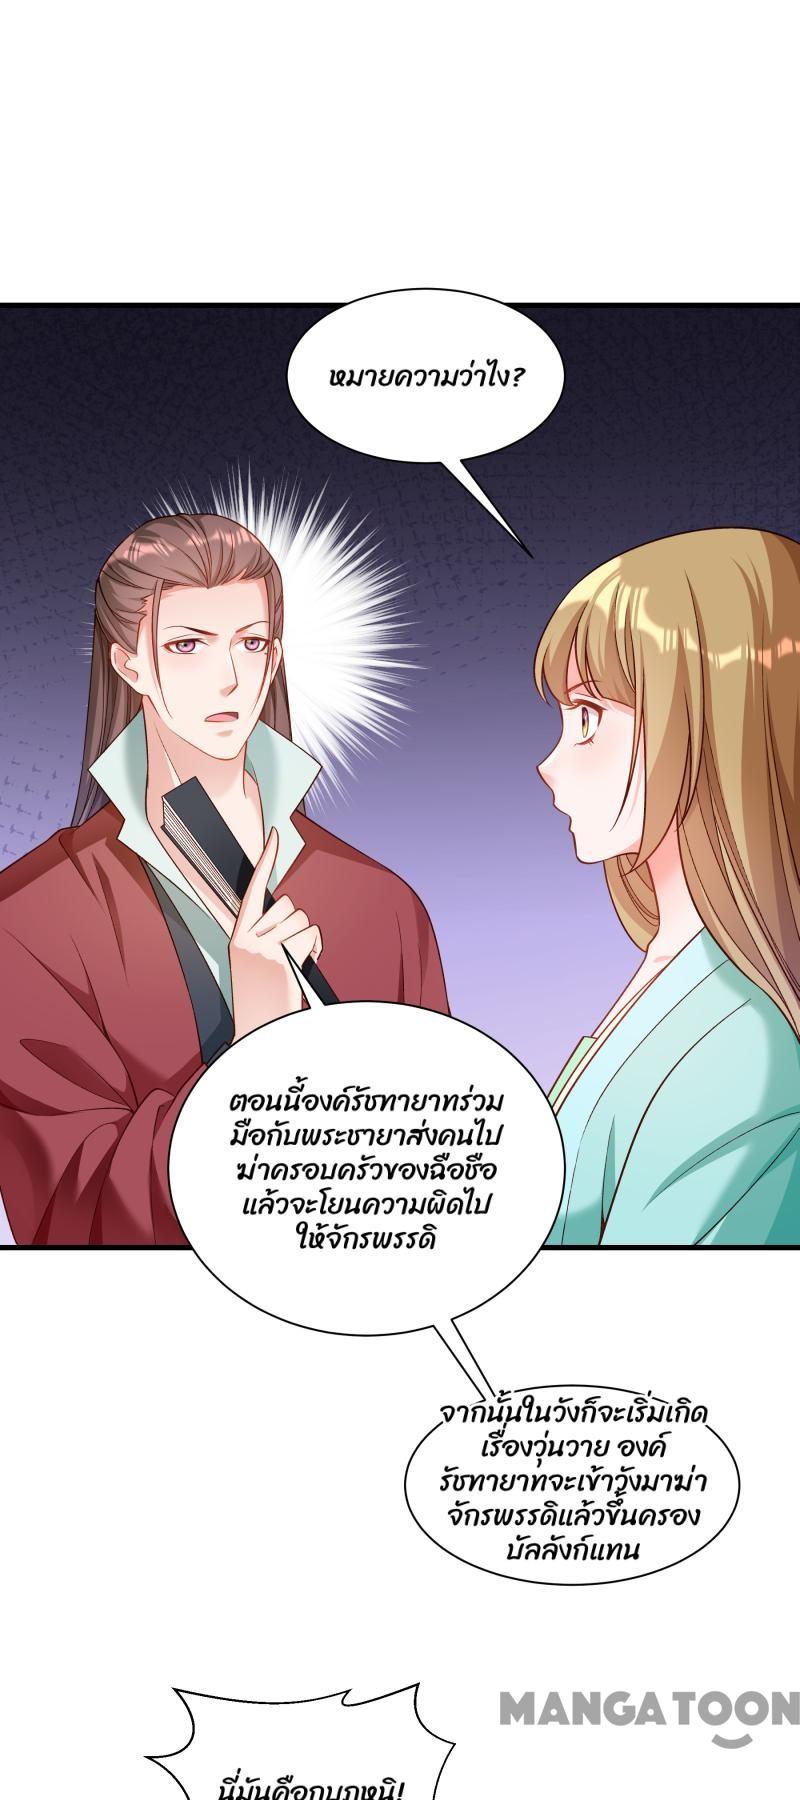 หมายความว่าไง?
ตอนนี้องค์รัชทายาทร่วม
มือกับพระชายาส่งคนไป
ฆ่าครอบครัวของฉือชือ
แล้วจะโยนความผิดไป
ให้จักรพรรดิ
จากนั้นในวังก็จะเริ่มเกิด
เรื่องวุ่นวาย องค์
รัชทายาทจะเข้าวังมาฆ่า
จักรพรรดิแล้วขึ้นครอง
บัลลังก์แทน
MANGATOON
นี่มันคือกบฏหนิ!